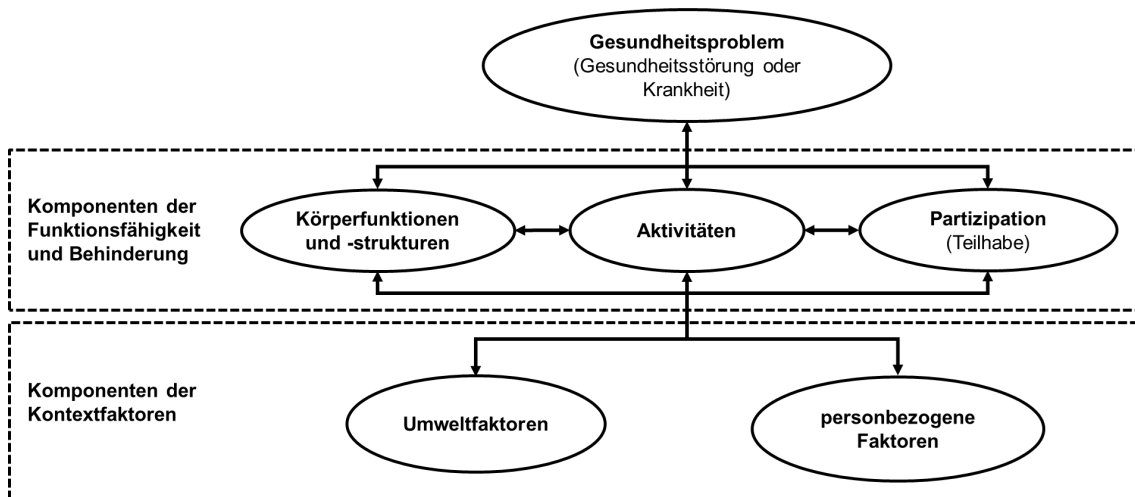 Gesundheitsproblem
(Gesundheitsstörung oder
Krankheit)
Komponenten der
Funktionsfähigkeit
und Behinderung
Körperfunktionen
und -strukturen
Aktivitäten
Partizipation
(Teilhabe)
Komponenten der
Kontextfaktoren
Umweltfaktoren
personbezogene
Faktoren